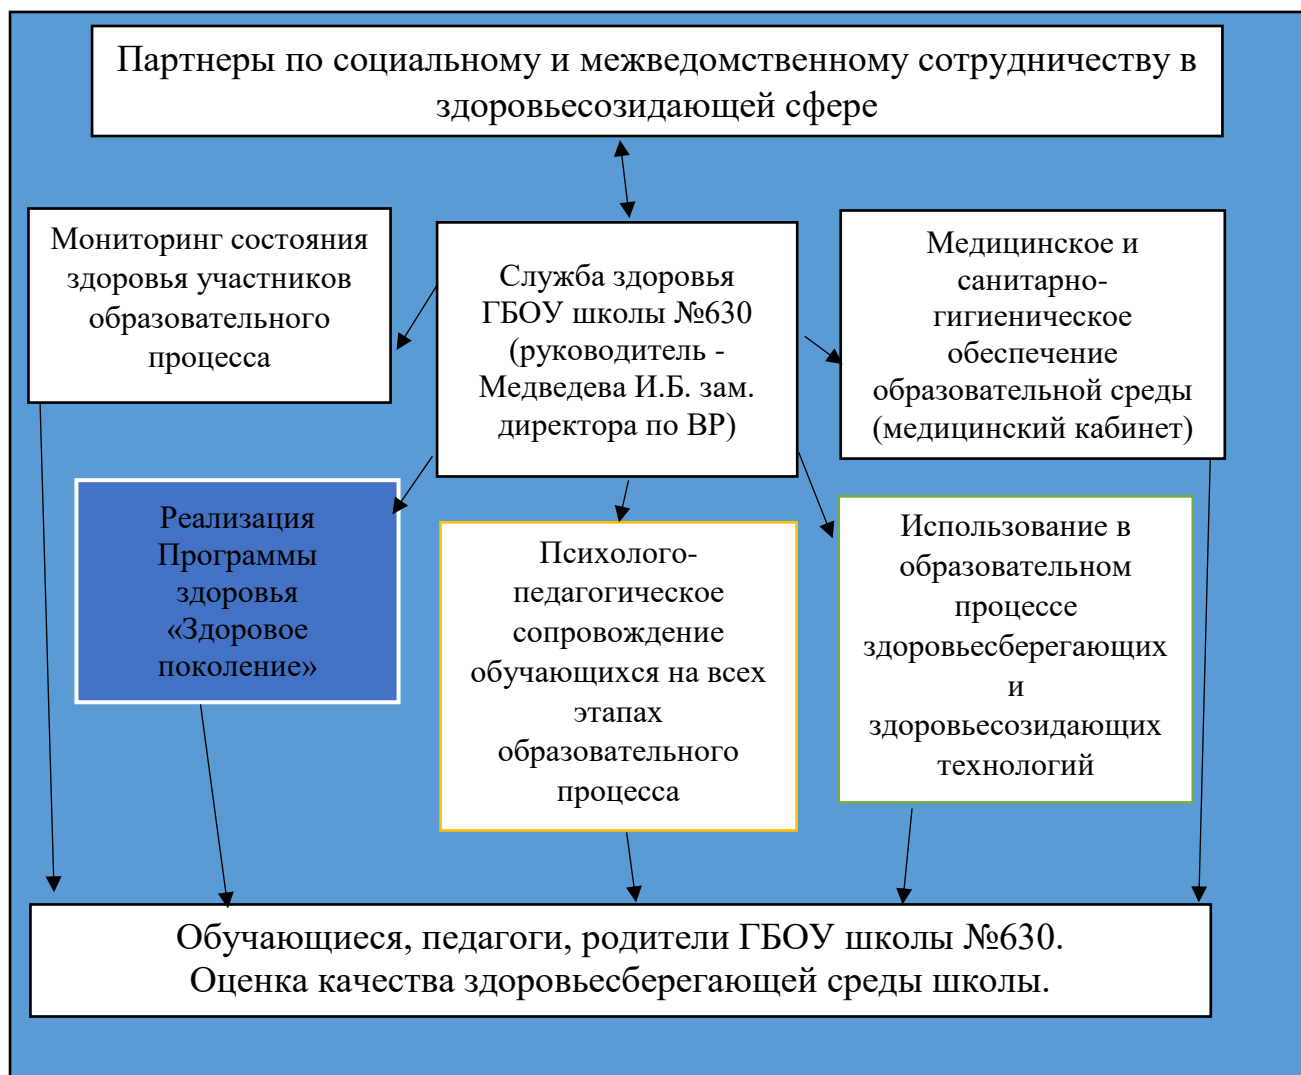 Партнеры по социальному и межведомственному сотрудничеству в
здоровьесозидающей сфере
Мониторинг состояния
здоровья участников
образовательного
процесса
Служба здоровья
ГБОУ школы №630
(руководитель -
Медведева И.Б. зам.
директора по ВР)
Медицинское и
санитарно-
гигиеническое
обеспечение
образовательной среды
(медицинский кабинет)
Реализация
Программы
здоровья
«Здоровое
поколение»
Психолого-
педагогическое
сопровождение
обучающихся на всех
этапах
образовательного
процесса
Использование в
образовательном
процессе
здоровьесберегающих
и
здоровьесозидающих
технологий
Обучающиеся, педагоги, родители ГБОУ школы №630.
Оценка качества здоровьесберегающей среды школы.